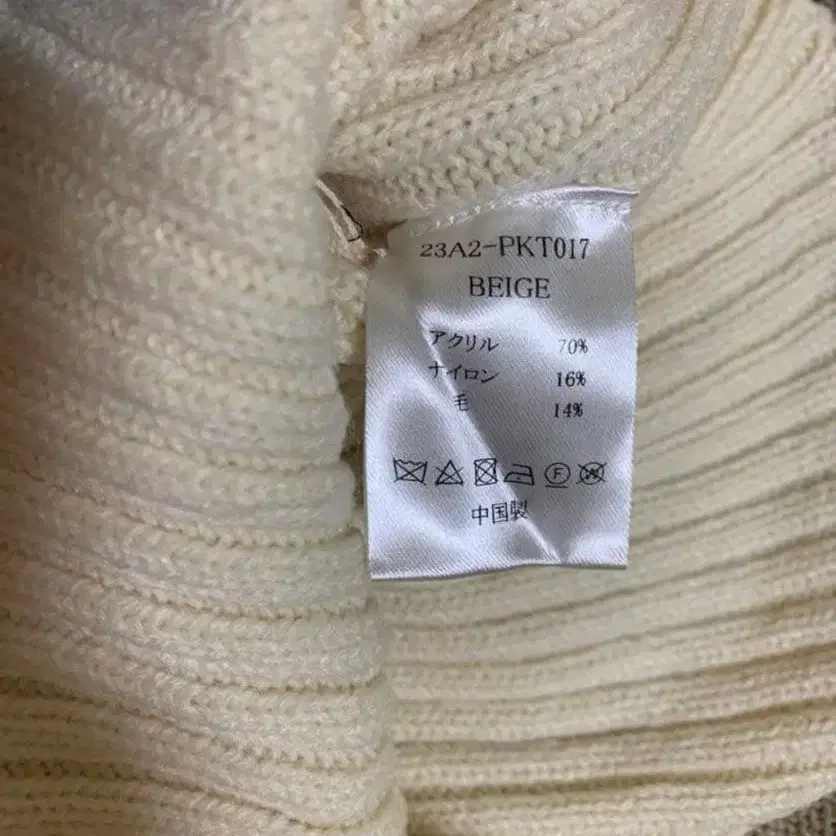 23A2-PKT017
BEIGE
アクリル 70%
ナイロン 16%
毛 14%
F W
中国製